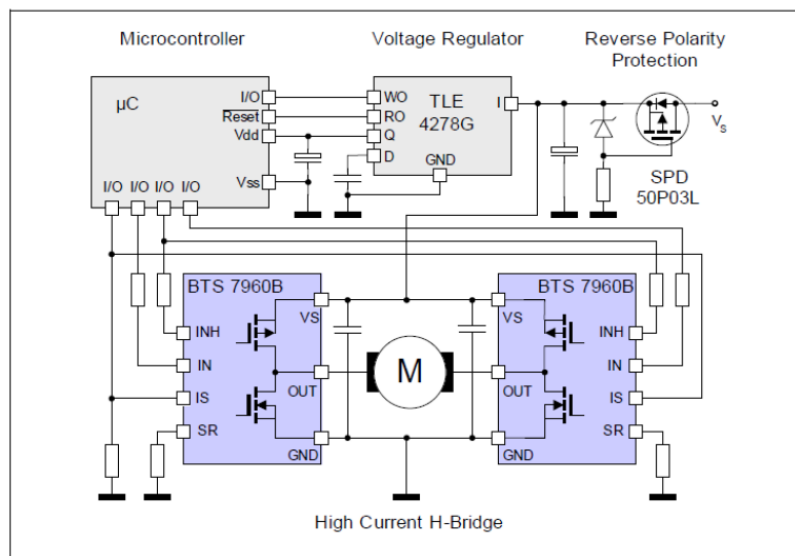 Microcontroller
Voltage Regulator
Reverse Polarity
Protection
µC
I/O
Reset
Vdd
Vss
I/O I/O I/O I/O
WO
RO
Q
D
TLE
4278G
I
GND
V_S
SPD
50P03L
BTS 7960B
VS
INH
IN
IS
SR
OUT
GND
M
BTS 7960B
VS
INH
IN
IS
SR
OUT
GND
High Current H-Bridge